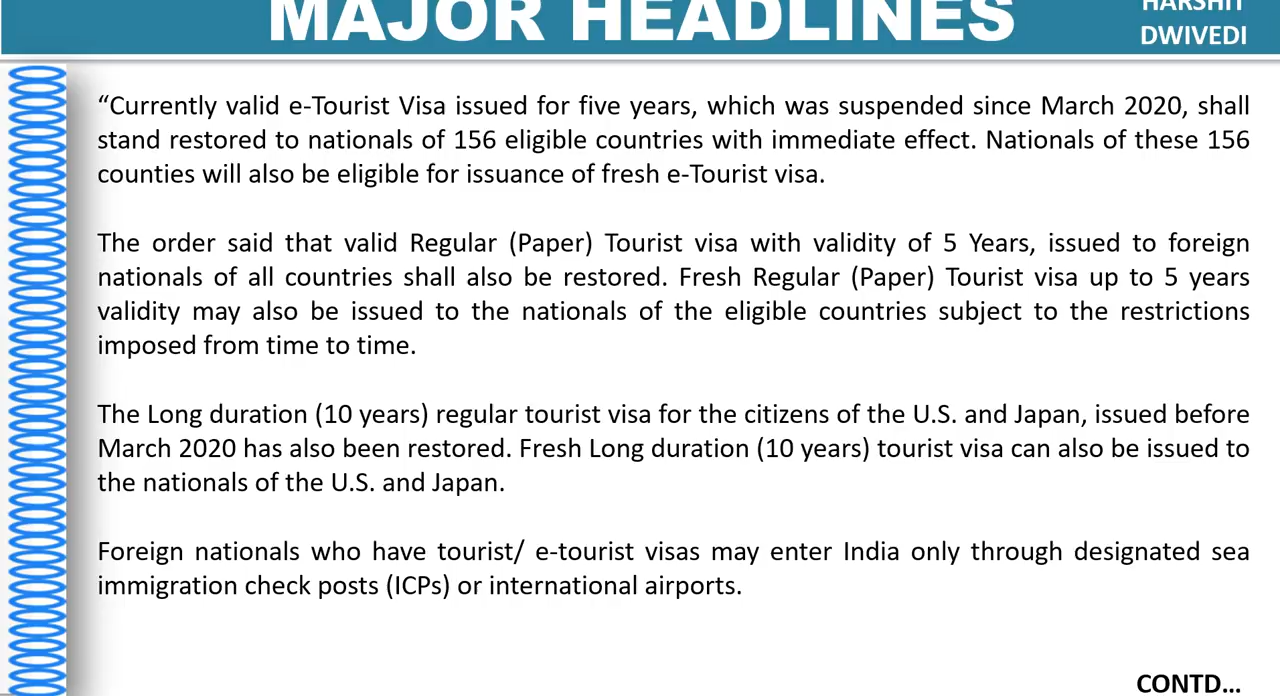 MAJOR HEADLINES
HARSHIT
DWIVEDI
“Currently valid e-Tourist Visa issued for five years, which was suspended since March 2020, shall
stand restored to nationals of 156 eligible countries with immediate effect. Nationals of these 156
counties will also be eligible for issuance of fresh e-Tourist visa.
The order said that valid Regular (Paper) Tourist visa with validity of 5 Years, issued to foreign
nationals of all countries shall also be restored. Fresh Regular (Paper) Tourist visa up to 5 years
validity may also be issued to the nationals of the eligible countries subject to the restrictions
imposed from time to time.
The Long duration (10 years) regular tourist visa for the citizens of the U.S. and Japan, issued before
March 2020 has also been restored. Fresh Long duration (10 years) tourist visa can also be issued to
the nationals of the U.S. and Japan.
Foreign nationals who have tourist/ e-tourist visas may enter India only through designated sea
immigration check posts (ICPs) or international airports.
CONTD...